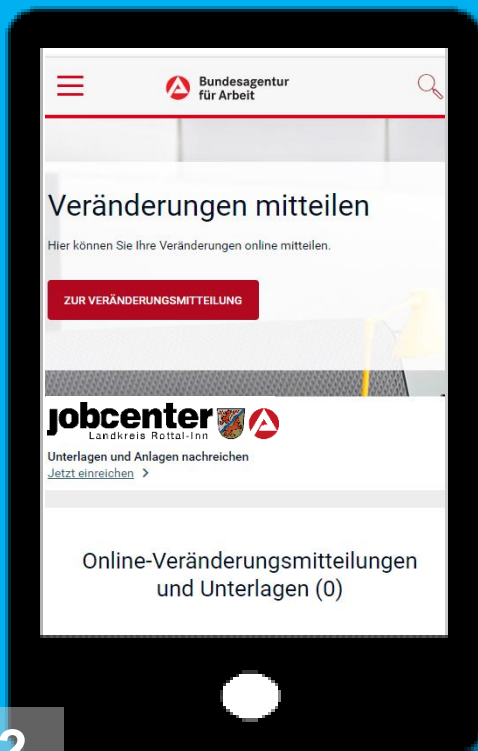 Bundesagentur
für Arbeit
Veränderungen mitteilen
Hier können Sie Ihre Veränderungen online mitteilen.
ZUR VERÄNDERUNGSMITTEILUNG
jobcenter
Landkreis Rottal-Inn
Unterlagen und Anlagen nachreichen
Jetzt einreichen >
Online-Veränderungsmitteilungen
und Unterlagen (0)
2